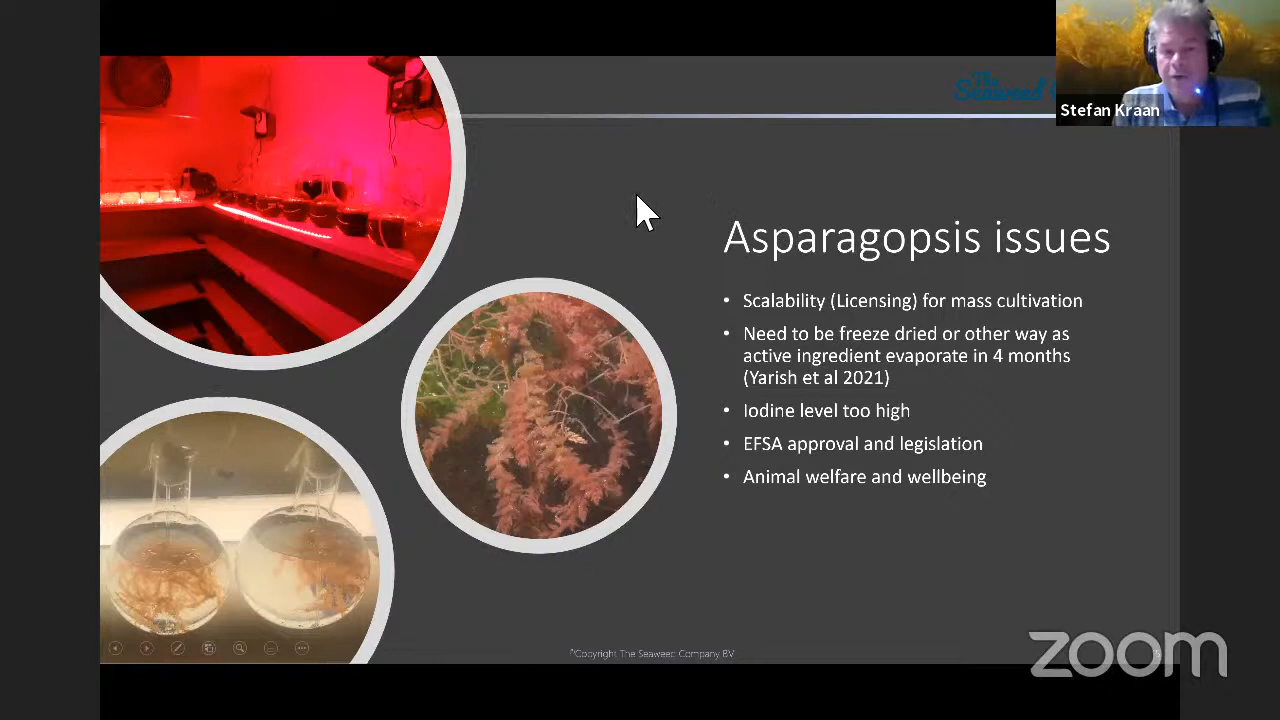 The
Seaweed
Stefan Kraan
Asparagopsis issues
• Scalability (Licensing) for mass cultivation
• Need to be freeze dried or other way as
active ingredient evaporate in 4 months
(Yarish et al 2021)
• Iodine level too high
• EFSA approval and legislation
• Animal welfare and wellbeing
©Copyright The Seaweed Company BV
zoom